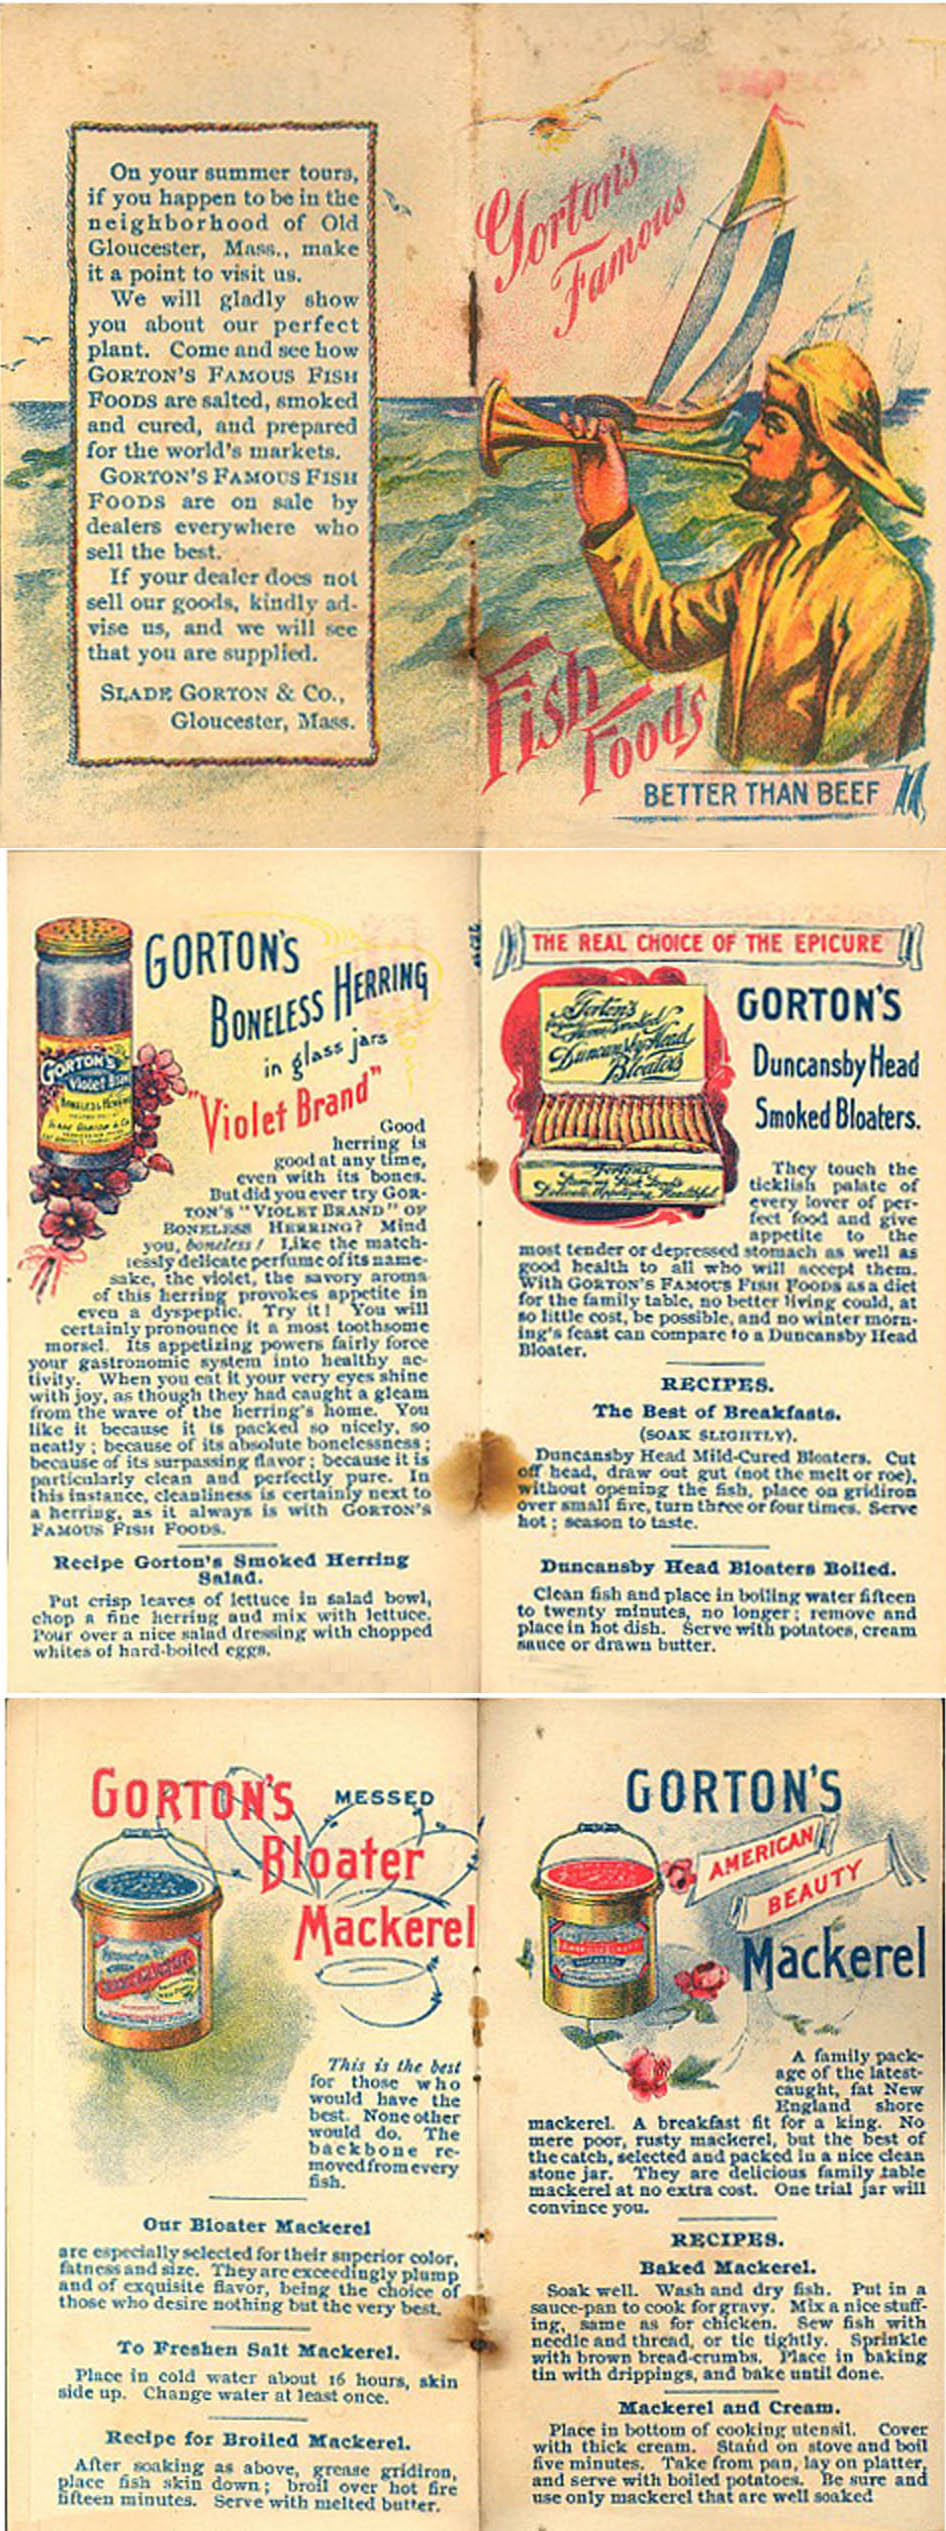 On your summer tours,
if you happen to be in the
neighborhood of Old
Gloucester, Mass., make
it a point to visit us.
We will gladly show
you about our perfect
plant. Come and see how
GORTON'S FAMOUS FISH
FOODS are salted, smoked
and cured, and prepared
for the world's markets.
GORTON'S FAMOUS FISH
FOODS are on sale by
dealers everywhere who
sell the best.
If your dealer does not
sell our goods, kindly ad-
vise us, and we will see
that you are supplied.
SLADE GORTON & CO.,
Gloucester, Mass.
Gorton's
Famous
Fish
Foods
BETTER THAN BEEF
GORTON'S
BONELESS HERRING
in glass jars
"Violet Brand"
GORTON'S
Violet Brand
BONELESS HERRING
SLADE GORTON & CO.
Good
herring is
good at any time,
even with its bones.
But did you ever try GOR-
TON'S "VIOLET BRAND" OF
BONELESS HERRING? Mind
you, boneless! Like the match-
lessly delicate perfume of its name-
sake, the violet, the savory aroma
of this herring provokes appetite in
even a dyspeptic. Try it! You will
certainly pronounce it a most toothsome
morsel. Its appetizing powers fairly force
your gastronomic system into healthy ac-
tivity. When you eat it your very eyes shine
with joy, as though they had caught a gleam
from the wave of the herring's home. You
like it because it is packed so nicely, so
neatly; because of its absolute bonelessness;
because of its surpassing flavor; because it is
particularly clean and perfectly pure. In
this instance, cleanliness is certainly next to
a herring, as it always is with GORTON'S
FAMOUS FISH FOODS.
Recipe Gorton's Smoked Herring
Salad.
Put crisp leaves of lettuce in salad bowl,
chop a fine herring and mix with lettuce.
Pour over a nice salad dressing with chopped
whites of hard-boiled eggs.
THE REAL CHOICE OF THE EPICURE
Gorton's
Home Smoked
Duncansby Head
Bloaters
Gorton's
Famous Fish Foods
Delicate, Appetizing, Healthful
GORTON'S
Duncansby Head
Smoked Bloaters.
They touch the
ticklish palate of
every lover of per-
fect food and give
appetite to the
most tender or depressed stomach as well as
good health to all who will accept them.
With GORTON'S FAMOUS FISH FOODS as a diet
for the family table, no better living could, at
so little cost, be possible, and no winter morn-
ing's feast can compare to a Duncansby Head
Bloater.
RECIPES.
The Best of Breakfasts.
(SOAK SLIGHTLY).
Duncansby Head Mild-Cured Bloaters. Cut
off head, draw out gut (not the melt or roe),
without opening the fish, place on gridiron
over small fire, turn three or four times. Serve
hot; season to taste.
Duncansby Head Bloaters Boiled.
Clean fish and place in boiling water fifteen
to twenty minutes, no longer; remove and
place in hot dish. Serve with potatoes, cream
sauce or drawn butter.
GORTON'S
MESSED
Bloater
Mackerel
This is the best
for those who
would have the
best. None other
would do. The
backbone re-
moved from every
fish.
Our Bloater Mackerel
are especially selected for their superior color,
fatness and size. They are exceedingly plump
and of exquisite flavor, being the choice of
those who desire nothing but the very best.
To Freshen Salt Mackerel.
Place in cold water about 16 hours, skin
side up. Change water at least once.
Recipe for Broiled Mackerel.
After soaking as above, grease gridiron,
place fish skin down; broil over hot fire
fifteen minutes. Serve with melted butter.
GORTON'S
AMERICAN
BEAUTY
Mackerel
A family pack-
age of the latest-
caught, fat New
England shore
mackerel. A breakfast fit for a king. No
mere poor, rusty mackerel, but the best of
the catch, selected and packed in a nice clean
stone jar. They are delicious family table
mackerel at no extra cost. One trial jar will
convince you.
RECIPES.
Baked Mackerel.
Soak well. Wash and dry fish. Put in a
sauce-pan to cook for gravy. Mix a nice stuff-
ing, same as for chicken. Sew fish with
needle and thread, or tie tightly. Sprinkle
with brown bread-crumbs. Place in baking
tin with drippings, and bake until done.
Mackerel and Cream.
Place in bottom of cooking utensil. Cover
with thick cream. Stand on stove and boil
five minutes. Take from pan, lay on platter,
and serve with boiled potatoes. Be sure and
use only mackerel that are well soaked